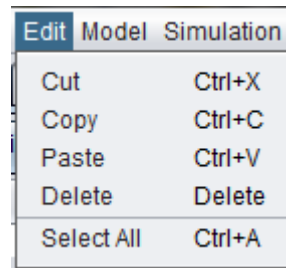 Edit Model Simulation
Cut Ctrl+X
Copy Ctrl+C
Paste Ctrl+V
Delete Delete
Select All Ctrl+A